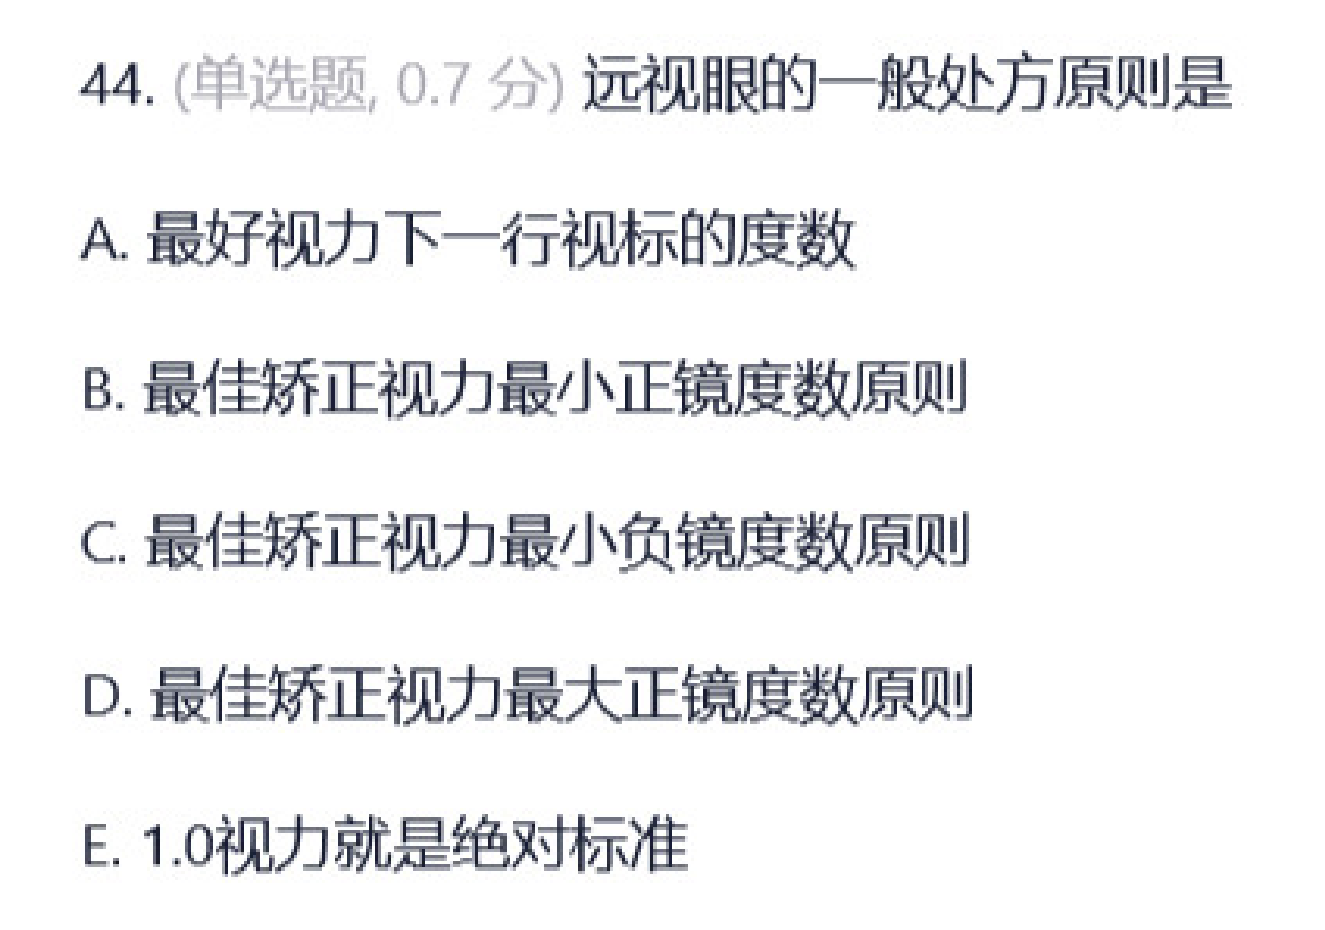 44. (单选题, 0.7 分) 远视眼的一般处方原则是
A. 最好视力下一行视标的度数
B. 最佳矫正视力最小正镜度数原则
C. 最佳矫正视力最小负镜度数原则
D. 最佳矫正视力最大正镜度数原则
E. 1.0视力就是绝对标准